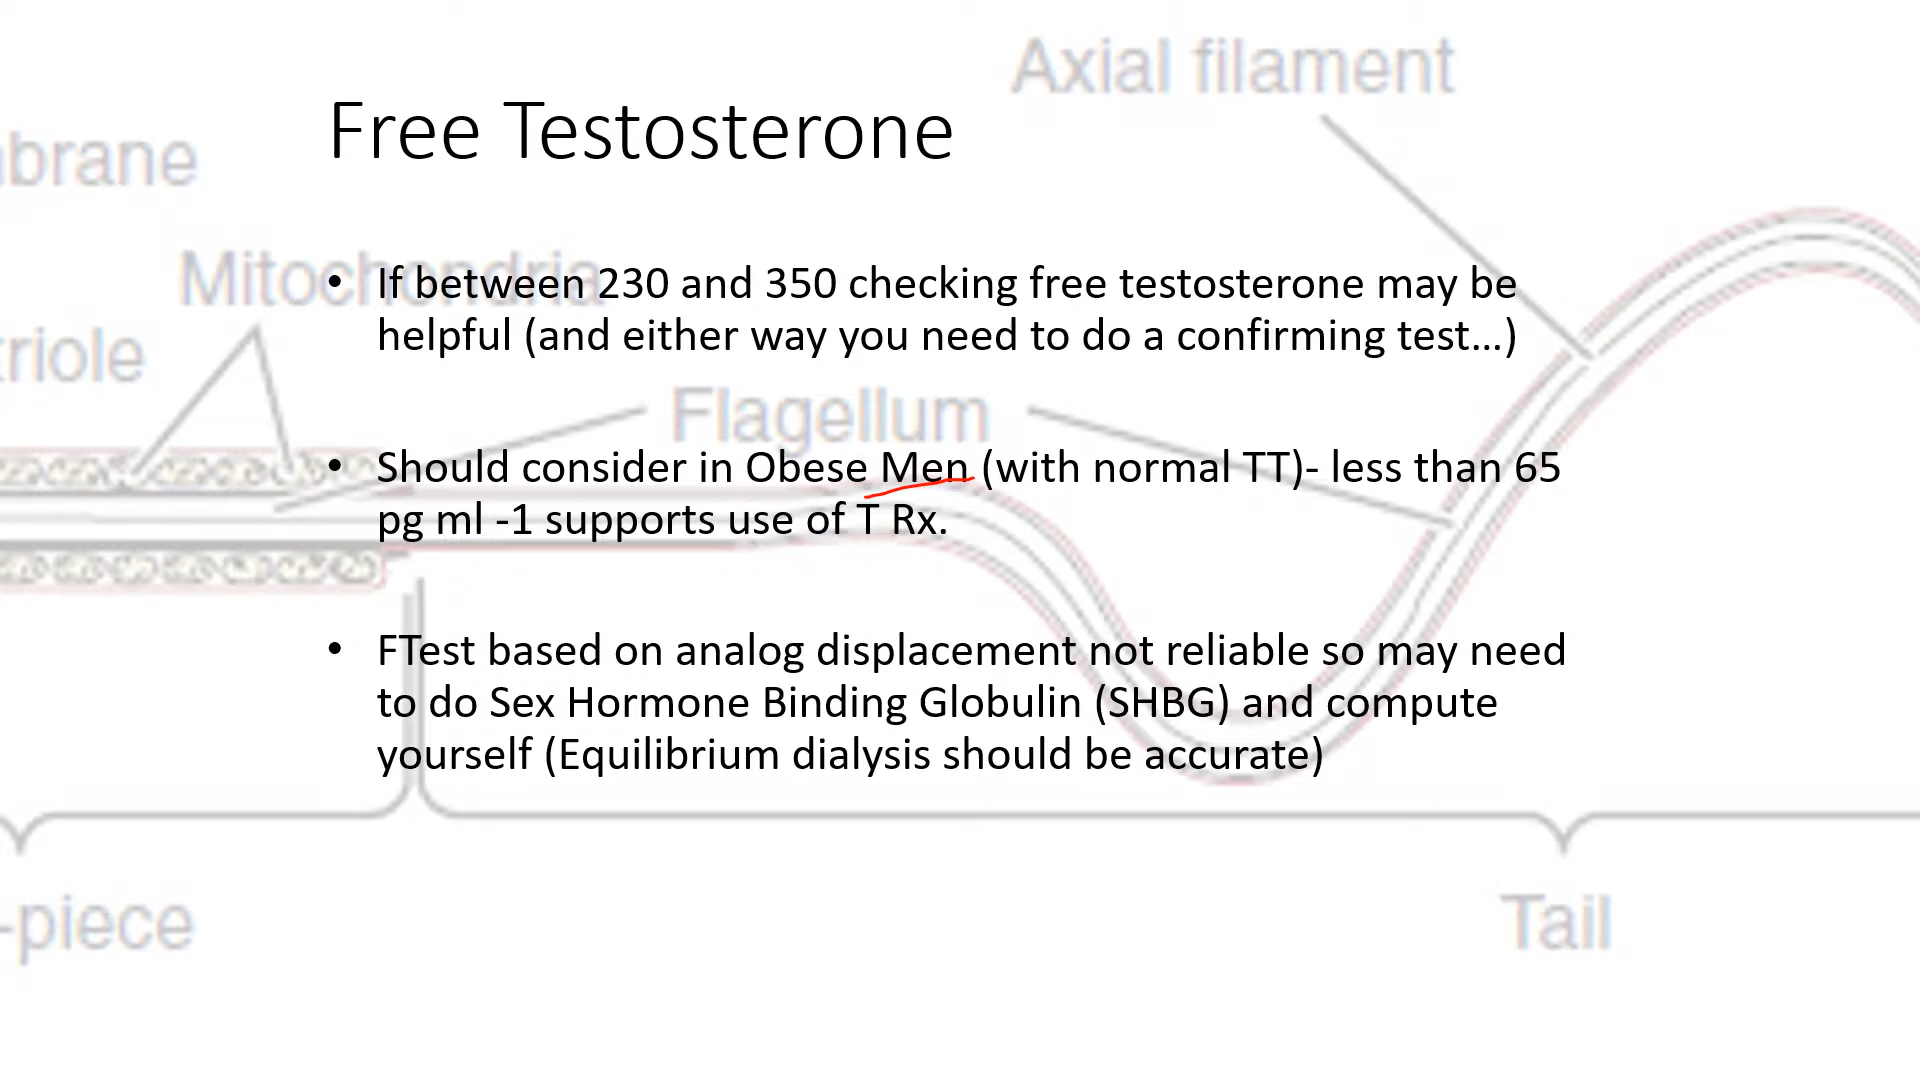 Axial filament
Free Testosterone
brane
Mitochondria
• If between 230 and 350 checking free testosterone may be
helpful (and either way you need to do a confirming test...)
riole
Flagellum
• Should consider in Obese Men (with normal TT)- less than 65
pg ml -1 supports use of T Rx.
• FTest based on analog displacement not reliable so may need
to do Sex Hormone Binding Globulin (SHBG) and compute
yourself (Equilibrium dialysis should be accurate)
-piece
Tail